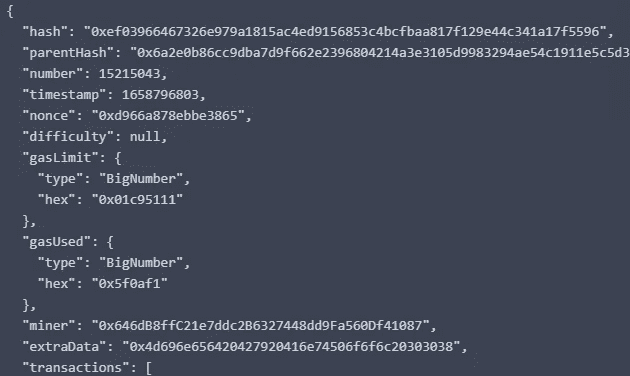 {
"hash": "0xef03966467326e979a1815ac4ed9156853c4bcfbaa817f129e44c341a17f5596",
"parentHash": "0x6a2e0b86cc9dba7d9f662e2396804214a3e3105d9983294ae54c1911e5c5d3
"number": 15215043,
"timestamp": 1658796803,
"nonce": "0xd966a878ebbe3865",
"difficulty": null,
"gasLimit": {
"type": "BigNumber",
"hex": "0x01c95111"
},
"gasUsed": {
"type": "BigNumber",
"hex": "0x5f0af1"
},
"miner": "0x646dB8ffC21e7ddc2B6327448dd9Fa560Df41087",
"extraData": "0x4d696e656420427920416e74506f6f6c20303038",
"transactions": [